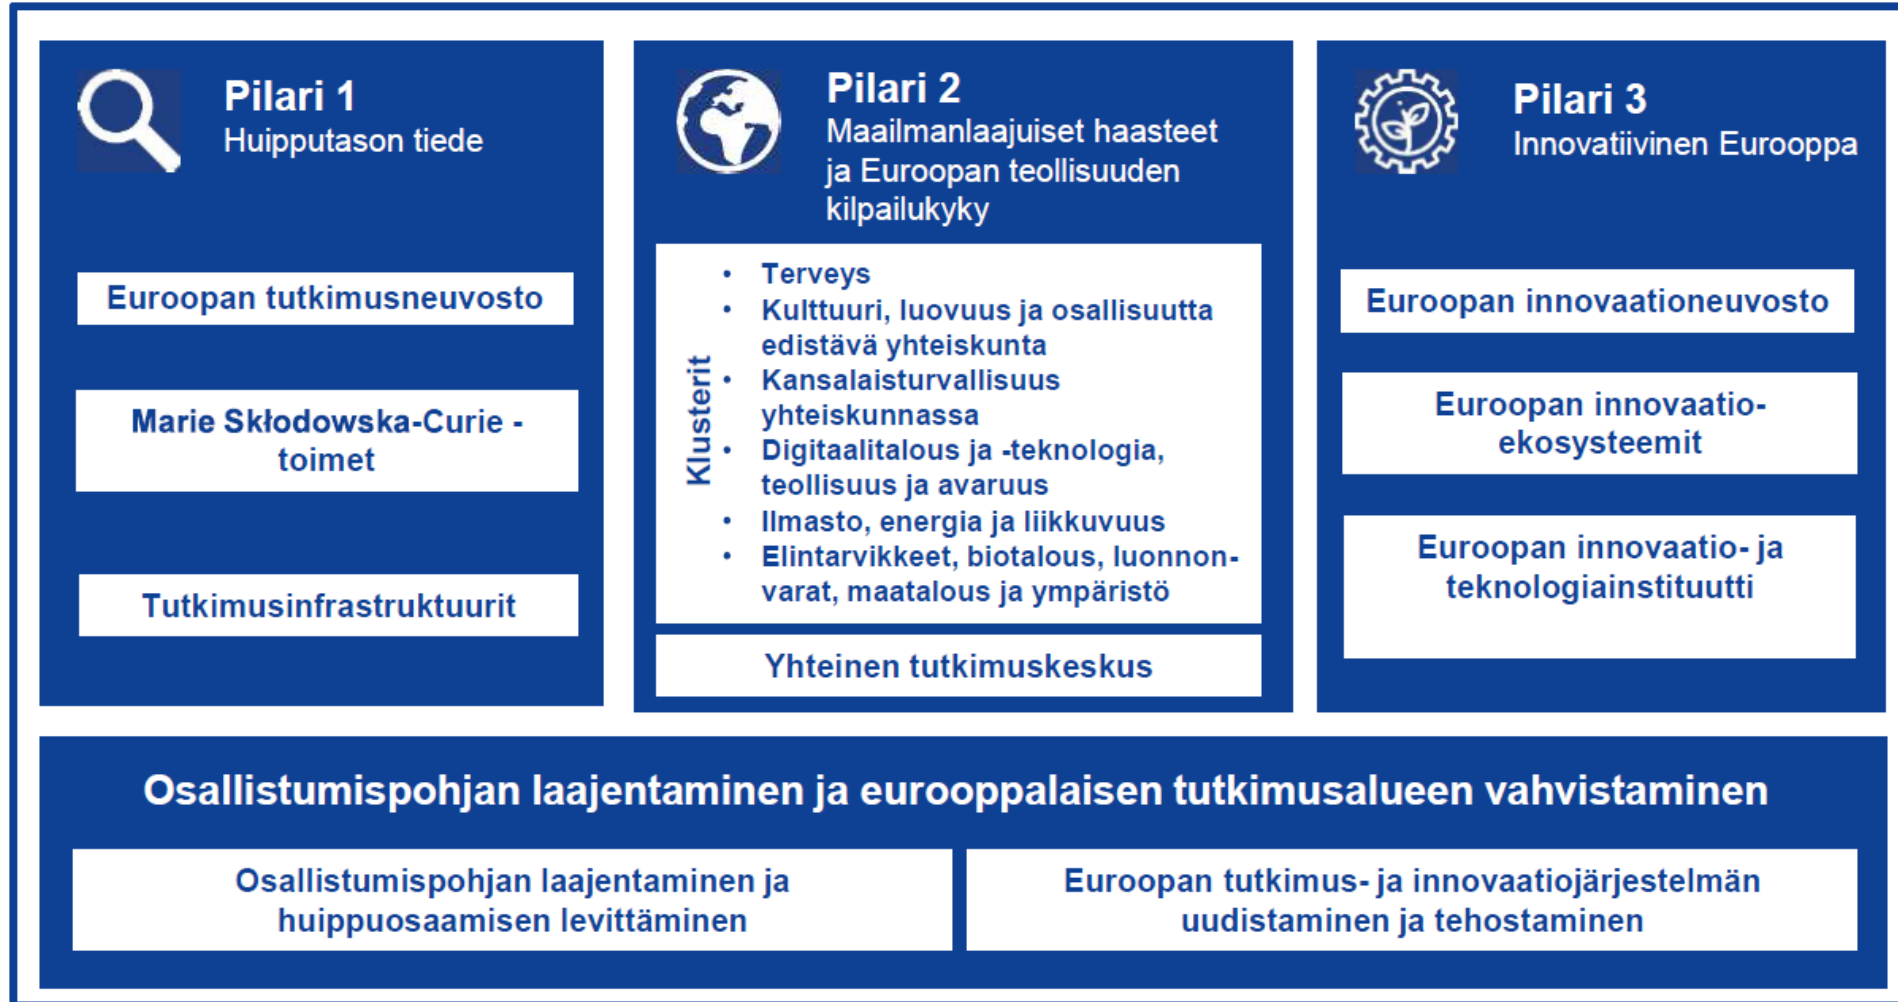 Pilari 1
Huipputason tiede
Euroopan tutkimusneuvosto
Marie Skłodowska-Curie -
toimet
Tutkimusinfrastruktuurit
Pilari 2
Maailmanlaajuiset haasteet
ja Euroopan teollisuuden
kilpailukyky
Klusterit
• Terveys
• Kulttuuri, luovuus ja osallisuutta
edistävä yhteiskunta
• Kansalaisturvallisuus
yhteiskunnassa
• Digitaalitalous ja -teknologia,
teollisuus ja avaruus
• Ilmasto, energia ja liikkuvuus
• Elintarvikkeet, biotalous, luonnon-
varat, maatalous ja ympäristö
Yhteinen tutkimuskeskus
Pilari 3
Innovatiivinen Eurooppa
Euroopan innovaationeuvosto
Euroopan innovaatio-
ekosysteemit
Euroopan innovaatio- ja
teknologiainstituutti
Osallistumispohjan laajentaminen ja eurooppalaisen tutkimusalueen vahvistaminen
Osallistumispohjan laajentaminen ja
huippuosaamisen levittäminen
Euroopan tutkimus- ja innovaatiojärjestelmän
uudistaminen ja tehostaminen